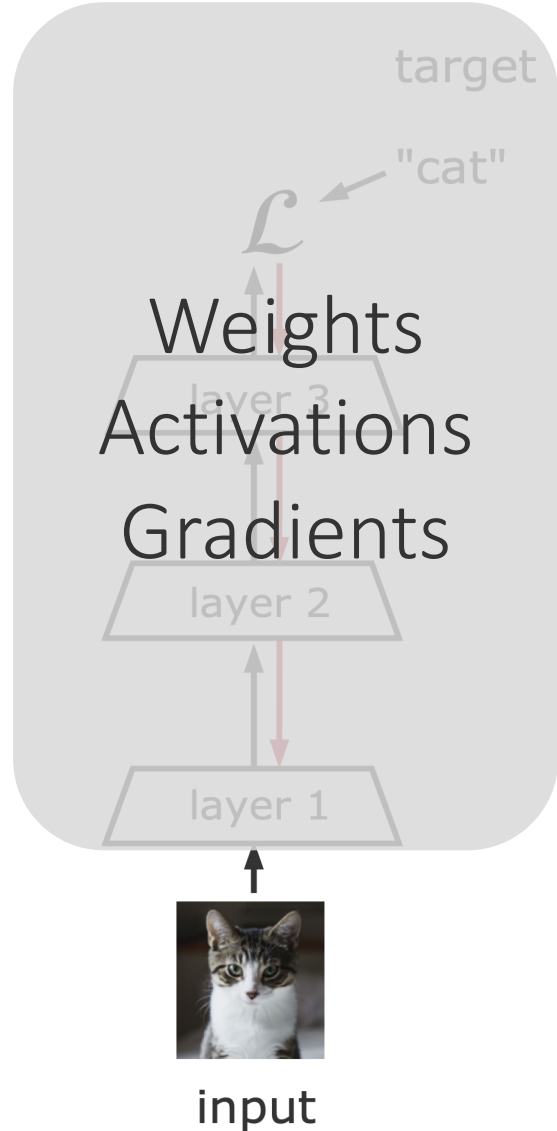 target
"cat"
ℒ
Weights
layer 3
Activations
Gradients
layer 2
layer 1
input